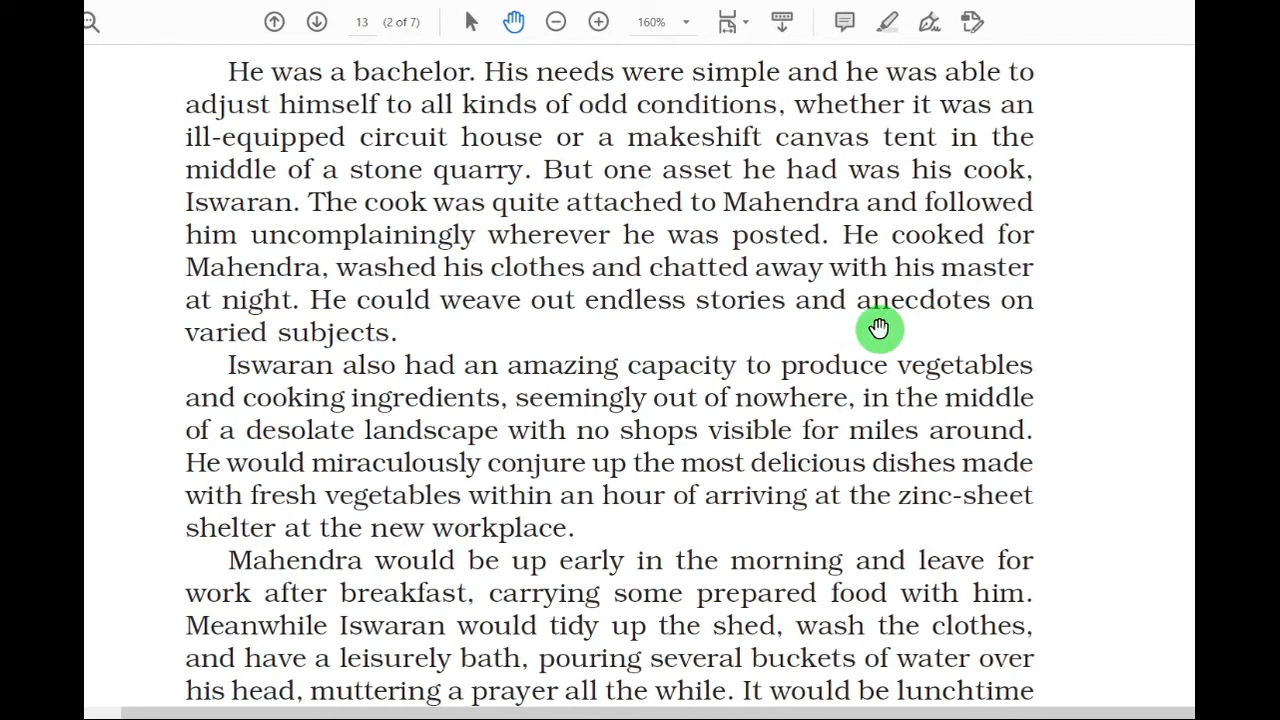 13 (2 of 7) 160%
He was a bachelor. His needs were simple and he was able to
adjust himself to all kinds of odd conditions, whether it was an
ill-equipped circuit house or a makeshift canvas tent in the
middle of a stone quarry. But one asset he had was his cook,
Iswaran. The cook was quite attached to Mahendra and followed
him uncomplainingly wherever he was posted. He cooked for
Mahendra, washed his clothes and chatted away with his master
at night. He could weave out endless stories and anecdotes on
varied subjects.
Iswaran also had an amazing capacity to produce vegetables
and cooking ingredients, seemingly out of nowhere, in the middle
of a desolate landscape with no shops visible for miles around.
He would miraculously conjure up the most delicious dishes made
with fresh vegetables within an hour of arriving at the zinc-sheet
shelter at the new workplace.
Mahendra would be up early in the morning and leave for
work after breakfast, carrying some prepared food with him.
Meanwhile Iswaran would tidy up the shed, wash the clothes,
and have a leisurely bath, pouring several buckets of water over
his head, muttering a prayer all the while. It would be lunchtime